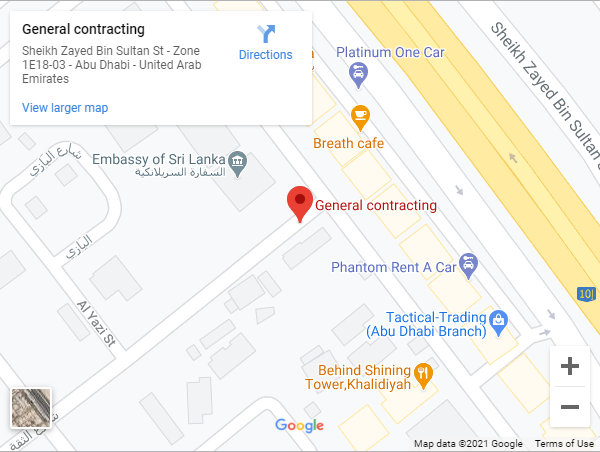 General contracting
Sheikh Zayed Bin Sultan St - Zone
1E18-03 - Abu Dhabi - United Arab
Emirates
Directions
View larger map
Platinum One Car
Sheikh Zayed Bin Sultan
Breath cafe
شارع البازي
Embassy of Sri Lanka
السفارة السريلانكية
General contracting
البازي
Phantom Rent A Car
10
Al Yazi St
Tactical-Trading
(Abu Dhabi Branch)
Behind Shining
Tower,Khalidiyah
Google
Map data ©2021 Google
Terms of Use